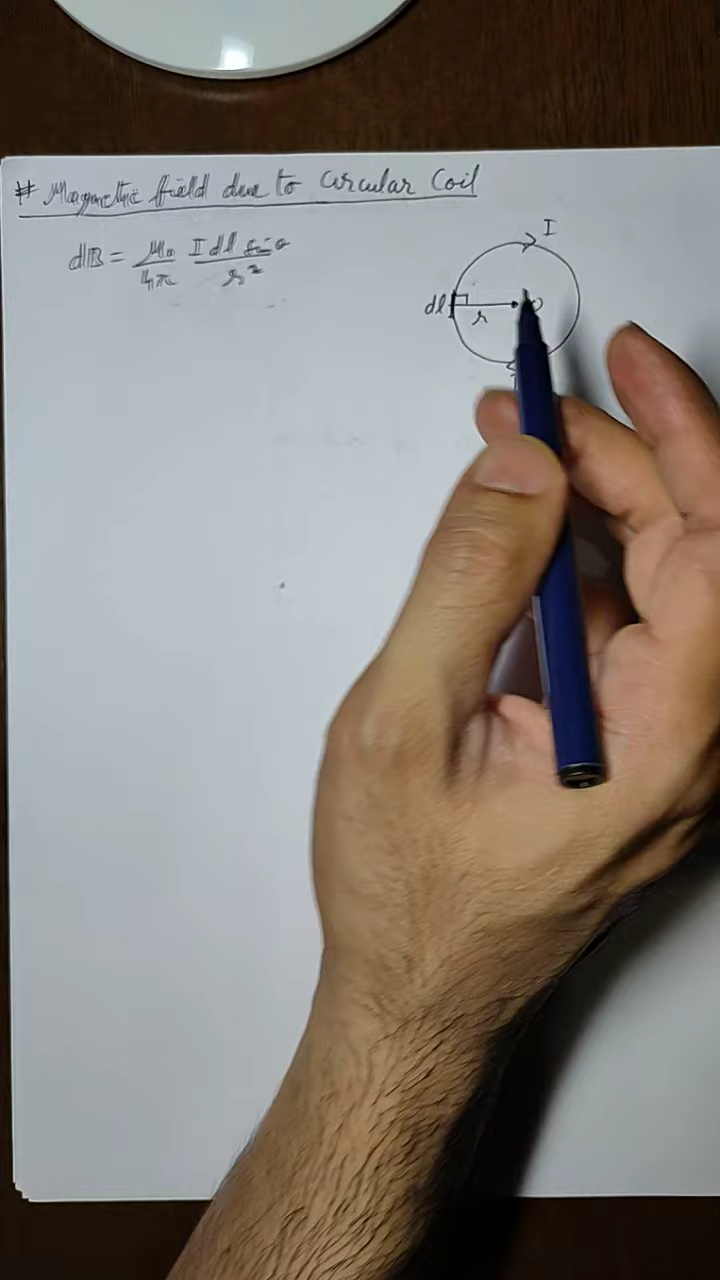 # Magnetic field due to Circular Coil
dB = μ₀/4π I dl sinθ/r²
I
dl
r
O